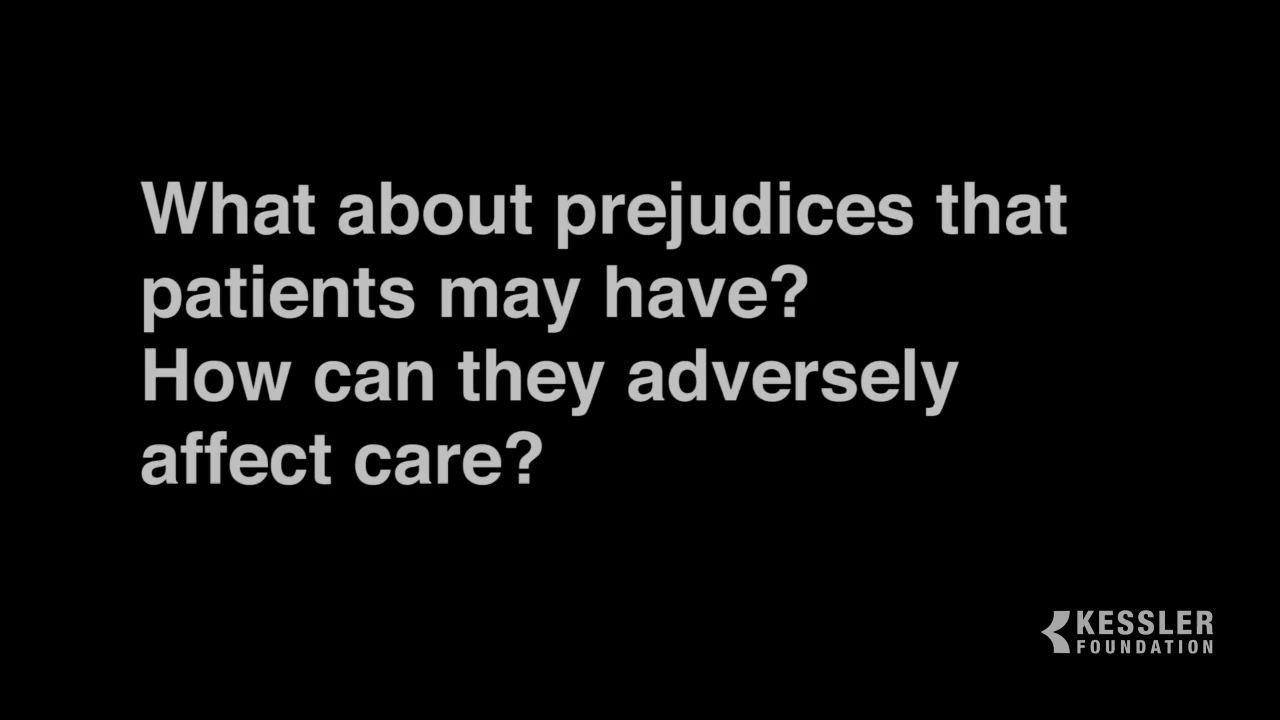 What about prejudices that
patients may have?
How can they adversely
affect care?
KESSLER
FOUNDATION